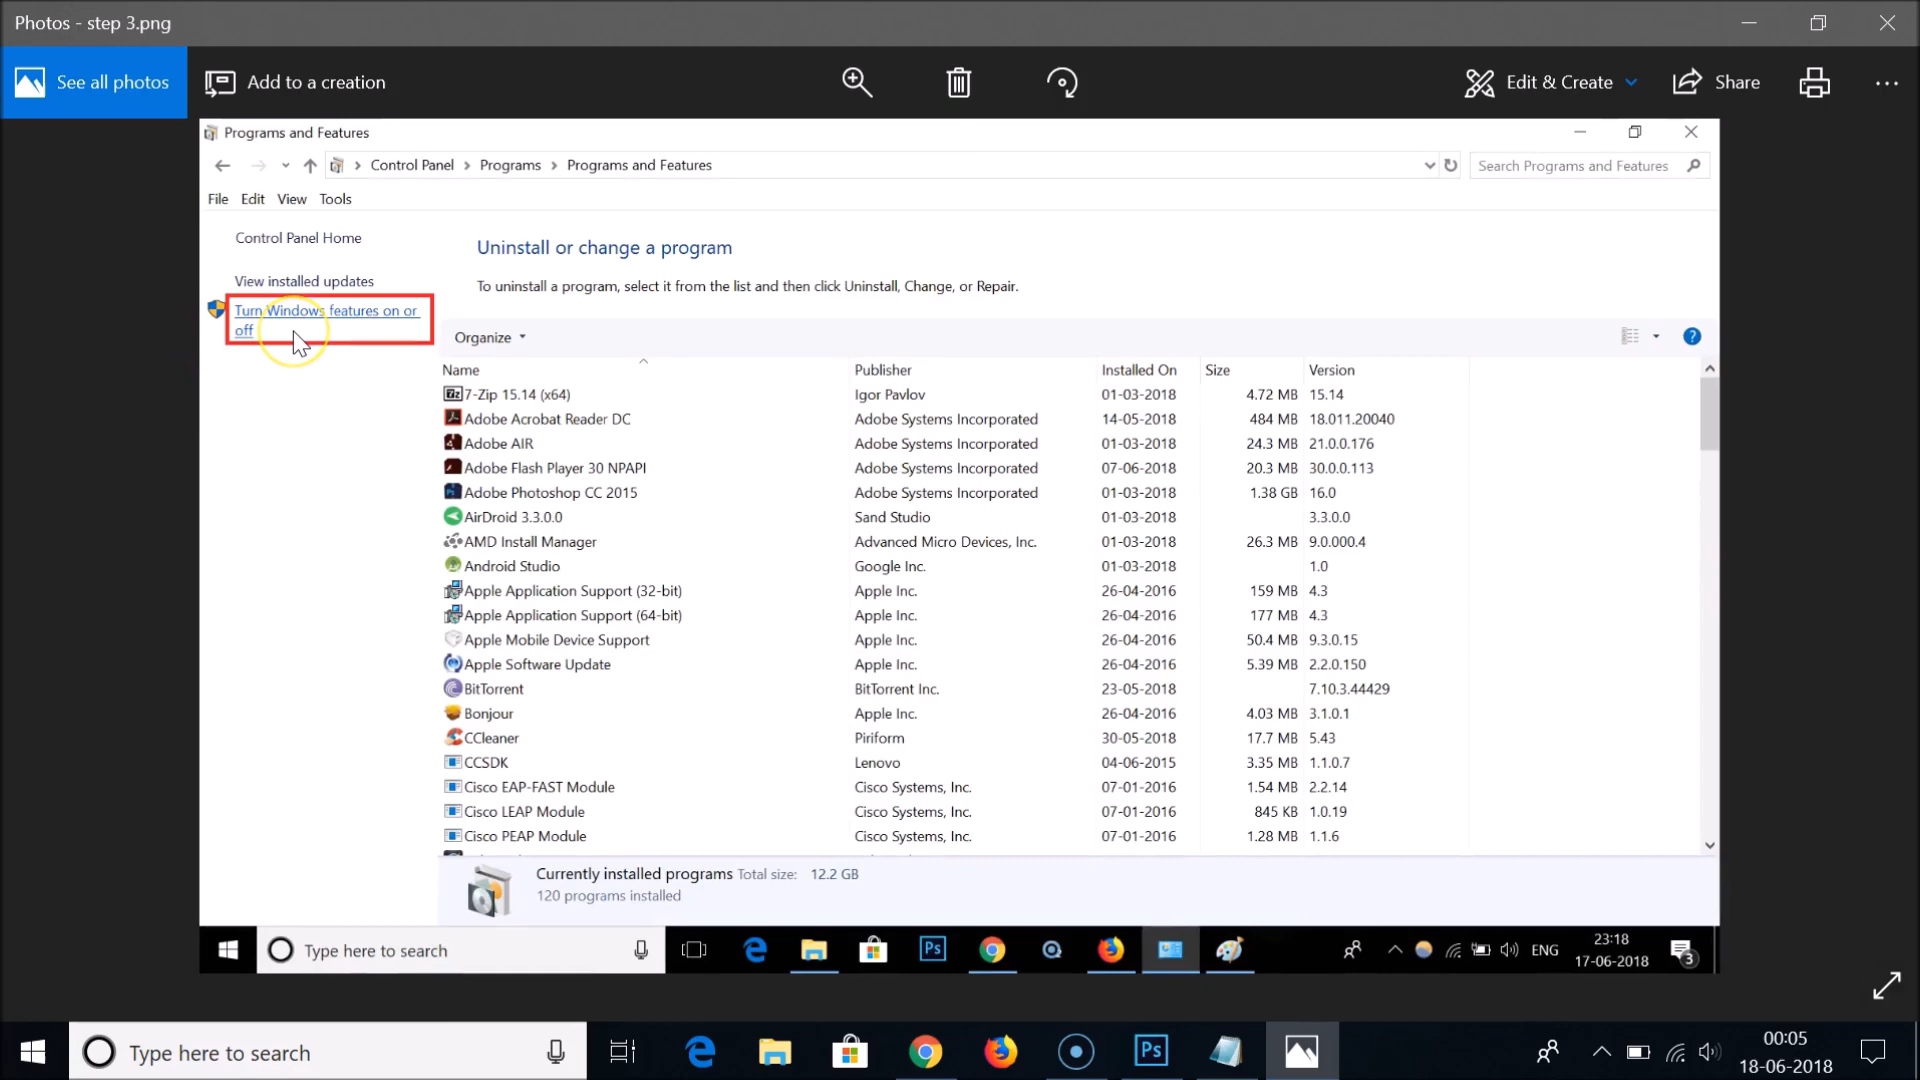 Photos - step 3.png
See all photos
Add to a creation
Edit & Create
Share
Programs and Features
Control Panel > Programs > Programs and Features
Search Programs and Features
File Edit View Tools
Control Panel Home
View installed updates
Turn Windows features on or
off
Uninstall or change a program
To uninstall a program, select it from the list and then click Uninstall, Change, or Repair.
Organize
Name Publisher Installed On Size Version
7-Zip 15.14 (x64) Igor Pavlov 01-03-2018 4.72 MB 15.14
Adobe Acrobat Reader DC Adobe Systems Incorporated 14-05-2018 484 MB 18.011.20040
Adobe AIR Adobe Systems Incorporated 01-03-2018 24.3 MB 21.0.0.176
Adobe Flash Player 30 NPAPI Adobe Systems Incorporated 07-06-2018 20.3 MB 30.0.0.113
Adobe Photoshop CC 2015 Adobe Systems Incorporated 01-03-2018 1.38 GB 16.0
AirDroid 3.3.0.0 Sand Studio 01-03-2018 3.3.0.0
AMD Install Manager Advanced Micro Devices, Inc. 01-03-2018 26.3 MB 9.0.000.4
Android Studio Google Inc. 01-03-2018 1.0
Apple Application Support (32-bit) Apple Inc. 26-04-2016 159 MB 4.3
Apple Application Support (64-bit) Apple Inc. 26-04-2016 177 MB 4.3
Apple Mobile Device Support Apple Inc. 26-04-2016 50.4 MB 9.3.0.15
Apple Software Update Apple Inc. 26-04-2016 5.39 MB 2.2.0.150
BitTorrent BitTorrent Inc. 23-05-2018 7.10.3.44429
Bonjour Apple Inc. 26-04-2016 4.03 MB 3.1.0.1
CCleaner Piriform 30-05-2018 17.7 MB 5.43
CCSDK Lenovo 04-06-2015 3.35 MB 1.1.0.7
Cisco EAP-FAST Module Cisco Systems, Inc. 07-01-2016 1.54 MB 2.2.14
Cisco LEAP Module Cisco Systems, Inc. 07-01-2016 845 KB 1.0.19
Cisco PEAP Module Cisco Systems, Inc. 07-01-2016 1.28 MB 1.1.6
Currently installed programs Total size: 12.2 GB
120 programs installed
Type here to search
Ps
ENG
23:18
17-06-2018
3
Type here to search
Ps
00:05
18-06-2018